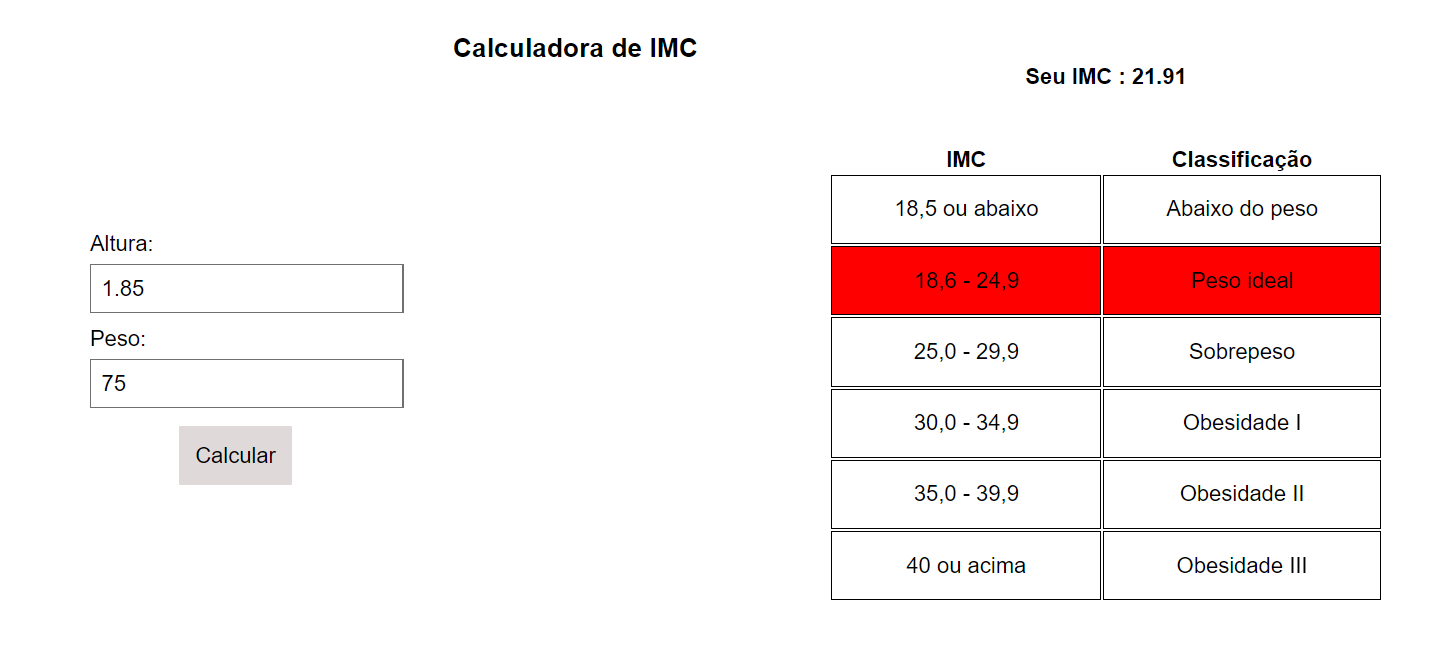 Calculadora de IMC
Altura:
1.85
Peso:
75
Calcular
Seu IMC : 21.91
IMC Classificação
18,5 ou abaixo Abaixo do peso
18,6 - 24,9 Peso ideal
25,0 - 29,9 Sobrepeso
30,0 - 34,9 Obesidade I
35,0 - 39,9 Obesidade II
40 ou acima Obesidade III